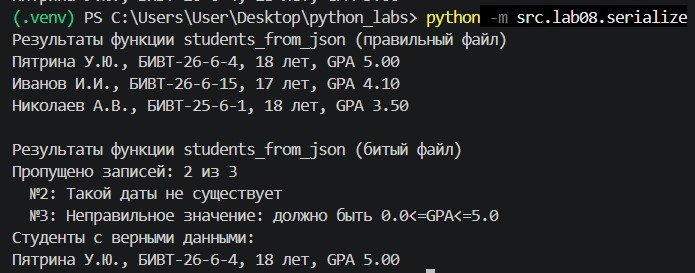 (.venv) PS C:\Users\User\Desktop\python_labs> python -m src.lab08.serialize
Результаты функции students_from_json (правильный файл)
Пятрина У.Ю., БИВТ-26-6-4, 18 лет, GPA 5.00
Иванов И.И., БИВТ-26-6-15, 17 лет, GPA 4.10
Николаев А.В., БИВТ-25-6-1, 18 лет, GPA 3.50
Результаты функции students_from_json (битый файл)
Пропущено записей: 2 из 3
№2: Такой даты не существует
№3: Неправильное значение: должно быть 0.0<=GPA<=5.0
Студенты с верными данными:
Пятрина У.Ю., БИВТ-26-6-4, 18 лет, GPA 5.00